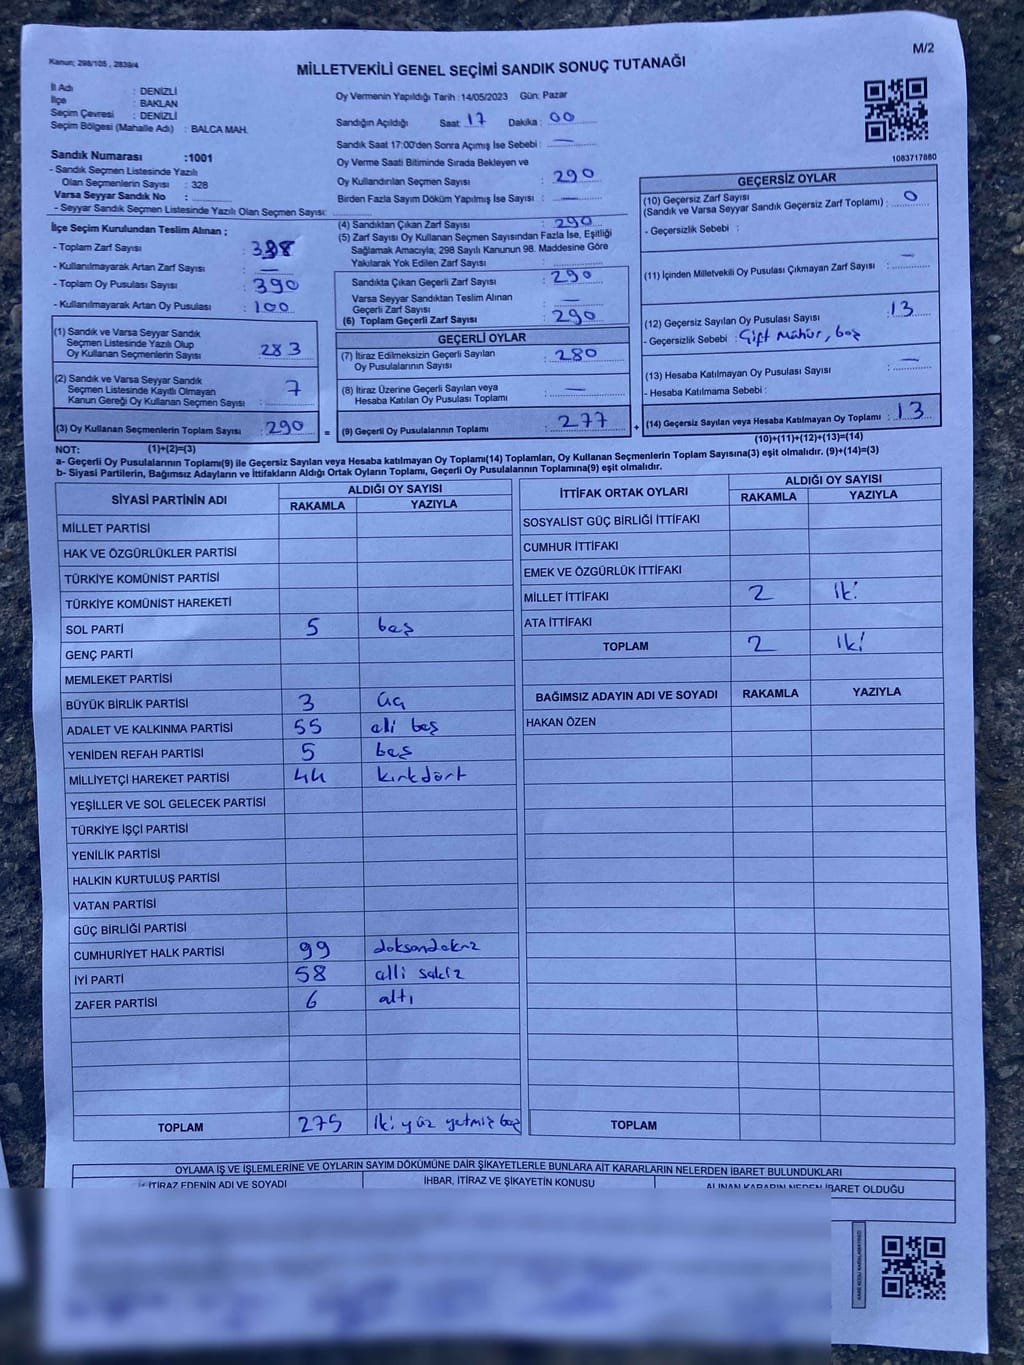 Kanun; 298/105 , 2839/4
M/2
MİLLETVEKİLİ GENEL SEÇİMİ SANDIK SONUÇ TUTANAĞI
İl Adı : DENİZLİ
İlçe : BAKLAN
Seçim Çevresi : DENİZLİ
Seçim Bölgesi (Mahalle Adı) : BALCA MAH.
Sandık Numarası :1001
- Sandık Seçmen Listesinde Yazılı
Olan Seçmenlerin Sayısı : 328
Varsa Seyyar Sandık No :
- Seyyar Sandık Seçmen Listesinde Yazılı Olan Seçmen Sayısı:
Oy Vermenin Yapıldığı Tarih :14/05/2023 Gün: Pazar
Sandığın Açıldığı Saat : 17 Dakika : 00
Sandık Saat 17:00'den Sonra Açımış İse Sebebi : —
Oy Verme Saati Bitiminde Sırada Bekleyen ve
Oy Kullandırılan Seçmen Sayısı : 290
Birden Fazla Sayım Döküm Yapılmış İse Sayısı : —
1083717880
İlçe Seçim Kurulundan Teslim Alınan ;
- Toplam Zarf Sayısı :
- Kullanılmayarak Artan Zarf Sayısı : —
- Toplam Oy Pusulası Sayısı : 390
- Kullanılmayarak Artan Oy Pusulası : 100
(1) Sandık ve Varsa Seyyar Sandık
Seçmen Listesinde Yazılı Olup
Oy Kullanan Seçmenlerin Sayısı : 283
(2) Sandık ve Varsa Seyyar Sandık
Seçmen Listesinde Kayıtlı Olmayan
Kanun Gereği Oy Kullanan Seçmen Sayısı : 7
(3) Oy Kullanan Seçmenlerin Toplam Sayısı : 290
(4) Sandıktan Çıkan Zarf Sayısı : 290
(5) Zarf Sayısı Oy Kullanan Seçmen Sayısından Fazla İse, Eşitliği
Sağlamak Amacıyla; 298 Sayılı Kanunun 98. Maddesine Göre
Yakılarak Yok Edilen Zarf Sayısı :
Sandıkta Çıkan Geçerli Zarf Sayısı : 290
Varsa Seyyar Sandıktan Teslim Alınan
Geçerli Zarf Sayısı : —
(6) Toplam Geçerli Zarf Sayısı : 290
GEÇERLİ OYLAR
(7) İtiraz Edilmeksizin Geçerli Sayılan
Oy Pusulalarının Sayısı : 280
(8) İtiraz Üzerine Geçerli Sayılan veya
Hesaba Katılan Oy Pusulası Toplamı : —
= (9) Geçerli Oy Pusulalarının Toplamı : 277
GEÇERSİZ OYLAR
(10) Geçersiz Zarf Sayısı
(Sandık ve Varsa Seyyar Sandık Geçersiz Zarf Toplamı) : 0
- Geçersizlik Sebebi :
(11) İçinden Milletvekili Oy Pusulası Çıkmayan Zarf Sayısı : —
(12) Geçersiz Sayılan Oy Pusulası Sayısı : 13
- Geçersizlik Sebebi : Çift Mühür, boş
(13) Hesaba Katılmayan Oy Pusulası Sayısı : —
- Hesaba Katılmama Sebebi :
+ (14) Geçersiz Sayılan veya Hesaba Katılmayan Oy Toplamı : 13
NOT: (1)+(2)=(3)
(10)+(11)+(12)+(13)=(14)
a- Geçerli Oy Pusulalarının Toplamı(9) ile Geçersiz Sayılan veya Hesaba katılmayan Oy Toplamı(14) Toplamları, Oy Kullanan Seçmenlerin Toplam Sayısına(3) eşit olmalıdır. (9)+(14)=(3)
b- Siyasi Partilerin, Bağımsız Adayların ve İttifakların Aldığı Ortak Oyların Toplamı, Geçerli Oy Pusulalarının Toplamına(9) eşit olmalıdır.
SİYASİ PARTİNİN ADI ALDIĞI OY SAYISI
RAKAMLA YAZIYLA
MİLLET PARTİSİ
HAK VE ÖZGÜRLÜKLER PARTİSİ
TÜRKİYE KOMÜNİST PARTİSİ
TÜRKİYE KOMÜNİST HAREKETİ
SOL PARTİ 5 beş
GENÇ PARTİ
MEMLEKET PARTİSİ
BÜYÜK BİRLİK PARTİSİ 3 üç
ADALET VE KALKINMA PARTİSİ 55 elli beş
YENİDEN REFAH PARTİSİ 5 beş
MİLLİYETÇİ HAREKET PARTİSİ 44 kırkdört
YEŞİLLER VE SOL GELECEK PARTİSİ
TÜRKİYE İŞÇİ PARTİSİ
YENİLİK PARTİSİ
HALKIN KURTULUŞ PARTİSİ
VATAN PARTİSİ
GÜÇ BİRLİĞİ PARTİSİ
CUMHURİYET HALK PARTİSİ 99 doksandokuz
İYİ PARTİ 58 elli sekiz
ZAFER PARTİSİ 6 altı
TOPLAM 275 iki yüz yetmiş beş
İTTİFAK ORTAK OYLARI ALDIĞI OY SAYISI
RAKAMLA YAZIYLA
SOSYALİST GÜÇ BİRLİĞİ İTTİFAKI
CUMHUR İTTİFAKI
EMEK VE ÖZGÜRLÜK İTTİFAKI
MİLLET İTTİFAKI 2 iki
ATA İTTİFAKI
TOPLAM 2 iki
BAĞIMSIZ ADAYIN ADI VE SOYADI RAKAMLA YAZIYLA
HAKAN ÖZEN
TOPLAM
OYLAMA İŞ VE İŞLEMLERİNE VE OYLARIN SAYIM DÖKÜMÜNE DAİR ŞİKAYETLERLE BUNLARA AİT KARARLARIN NELERDEN İBARET BULUNDUKLARI
İTİRAZ EDENİN ADI VE SOYADI İHBAR, İTİRAZ VE ŞİKAYETİN KONUSU ALINAN KARARIN NEDEN İBARET OLDUĞU